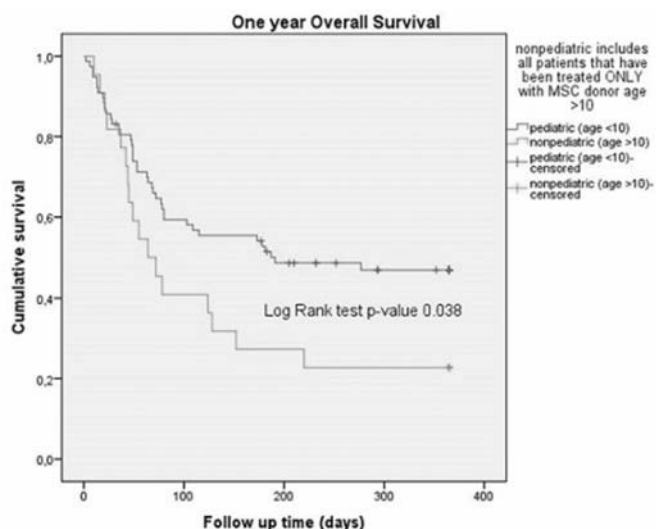 One year Overall Survival
nonpediatric includes
all patients that have
been treated ONLY
with MSC donor age
>10
pediatric (age <10)
nonpediatric (age >10)
pediatric (age <10)-
censored
nonpediatric (age >10)-
censored
Cumulative survival
1,0
0,8
0,6
0,4
0,2
0,0
Log Rank test p-value 0.038
0
100
200
300
400
Follow up time (days)